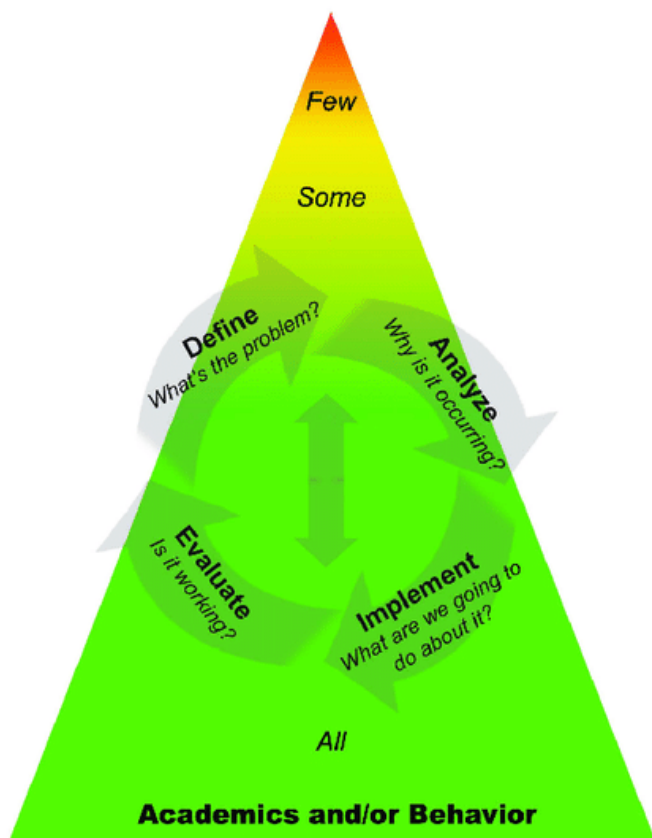 Few
Some
Define
What's the problem?
Analyze
Why is it occurring?
Implement
What are we going to
do about it?
Evaluate
Is it working?
All
Academics and/or Behavior